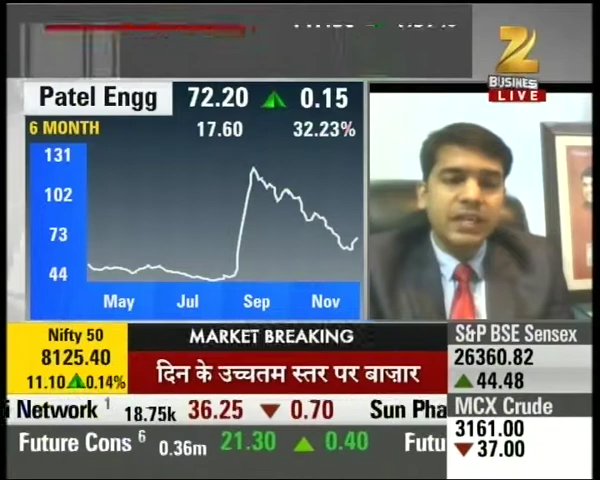 Z
BUSINESS
LIVE
Patel Engg 72.20 0.15
6 MONTH 17.60 32.23%
131
102
73
44
May Jul Sep Nov
Nifty 50
8125.40
11.10 0.14%
MARKET BREAKING
दिन के उच्चतम स्तर पर बाज़ार
S&P BSE Sensex
26360.82
44.48
i Network 1 18.75k 36.25 0.70 Sun Pha
MCX Crude
3161.00
37.00
Future Cons 6 0.36m 21.30 0.40 Futu